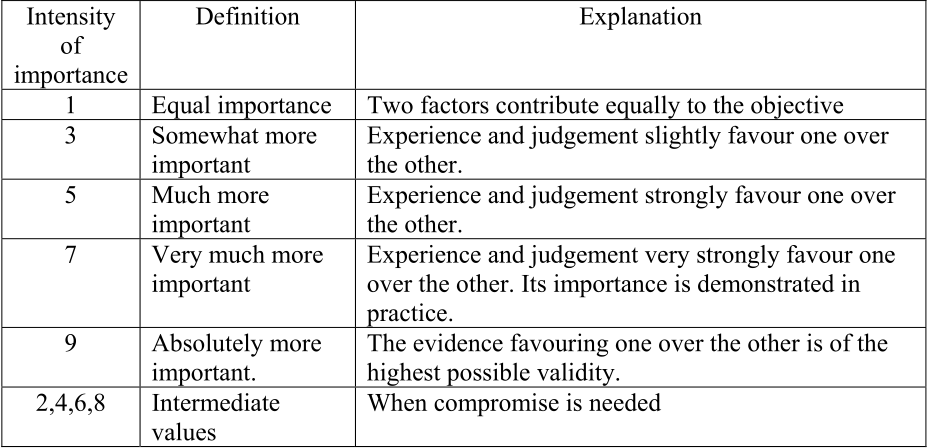 Intensity of importance Definition Explanation
1 Equal importance Two factors contribute equally to the objective
3 Somewhat more important Experience and judgement slightly favour one over the other.
5 Much more important Experience and judgement strongly favour one over the other.
7 Very much more important Experience and judgement very strongly favour one over the other. Its importance is demonstrated in practice.
9 Absolutely more important. The evidence favouring one over the other is of the highest possible validity.
2,4,6,8 Intermediate values When compromise is needed